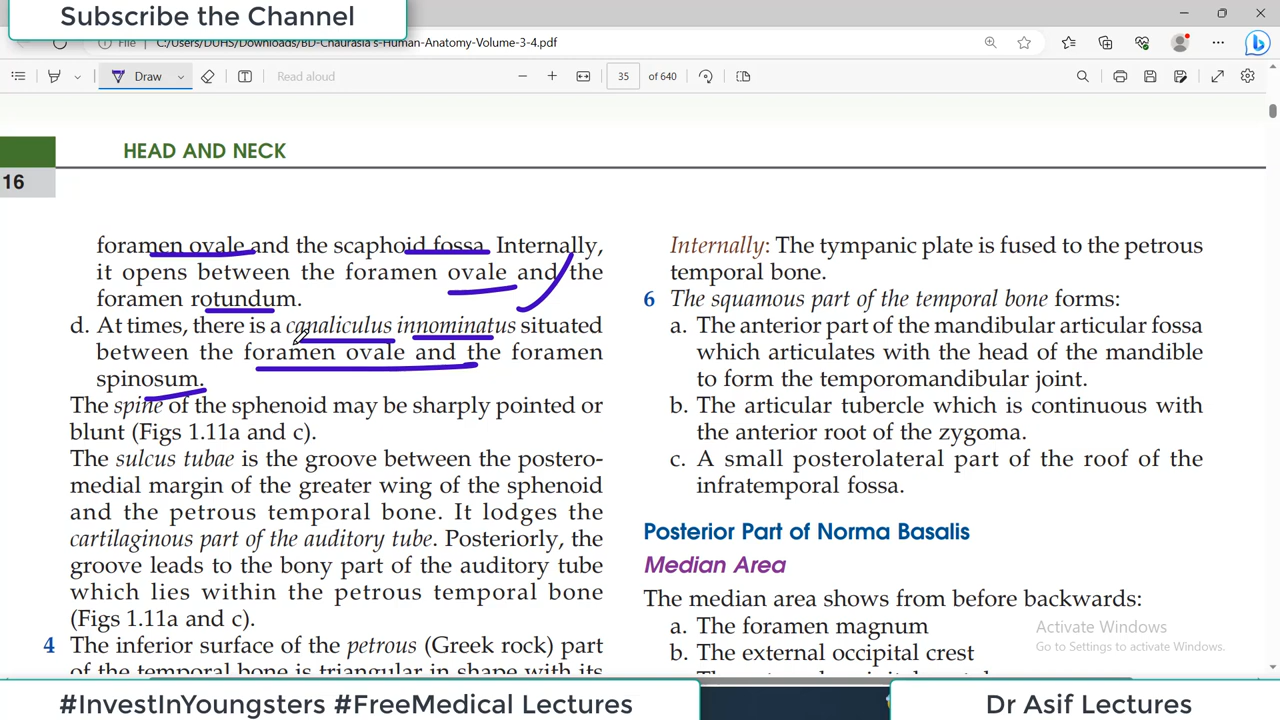 Subscribe the Channel
File
C:/Users/DUHS/Downloads/BD-Chaurasia's-Human-Anatomy-Volume-3-4.pdf
Draw
Read aloud
35 of 640
HEAD AND NECK
16
foramen ovale and the scaphoid fossa. Internally,
it opens between the foramen ovale and the
foramen rotundum.
d. At times, there is a canaliculus innominatus situated
between the foramen ovale and the foramen
spinosum.
The spine of the sphenoid may be sharply pointed or
blunt (Figs 1.11a and c).
The sulcus tubae is the groove between the postero-
medial margin of the greater wing of the sphenoid
and the petrous temporal bone. It lodges the
cartilaginous part of the auditory tube. Posteriorly, the
groove leads to the bony part of the auditory tube
which lies within the petrous temporal bone
(Figs 1.11a and c).
4 The inferior surface of the petrous (Greek rock) part
of the temporal bone is triangular in shape with its
Internally: The tympanic plate is fused to the petrous
temporal bone.
6 The squamous part of the temporal bone forms:
a. The anterior part of the mandibular articular fossa
which articulates with the head of the mandible
to form the temporomandibular joint.
b. The articular tubercle which is continuous with
the anterior root of the zygoma.
c. A small posterolateral part of the roof of the
infratemporal fossa.
Posterior Part of Norma Basalis
Median Area
The median area shows from before backwards:
a. The foramen magnum
b. The external occipital crest
Activate Windows
Go to Settings to activate Windows.
#InvestInYoungsters #FreeMedical Lectures
Dr Asif Lectures